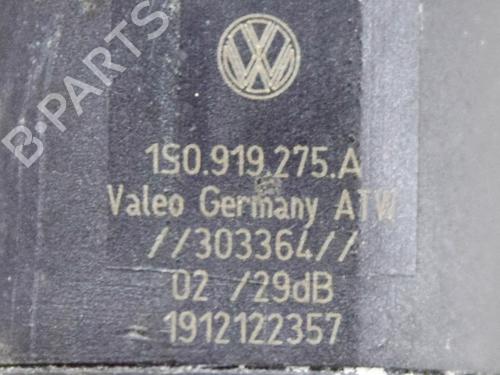 B-PARTS
1S0.919.275.A
Valeo Germany ATW
//303364//
02 /29dB
1912122357